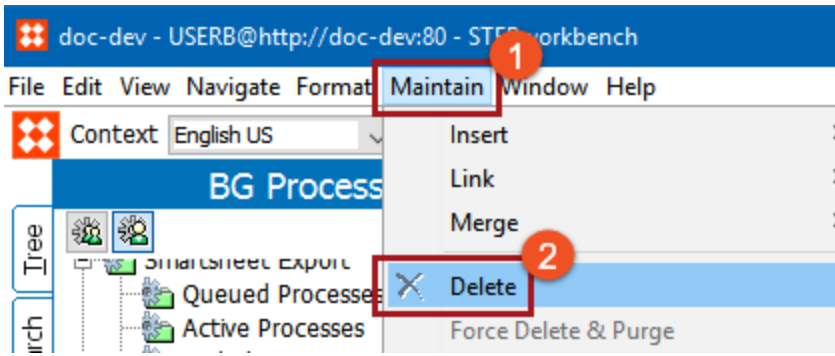 doc-dev - USERB@http://doc-dev:80 - STEP workbench
1
File Edit View Navigate Format Maintain Window Help
Context English US
Insert
BG Process
Link
Merge
Tree
Smartsheet Export
2
Queued Processes
Delete
Active Processes
Force Delete & Purge